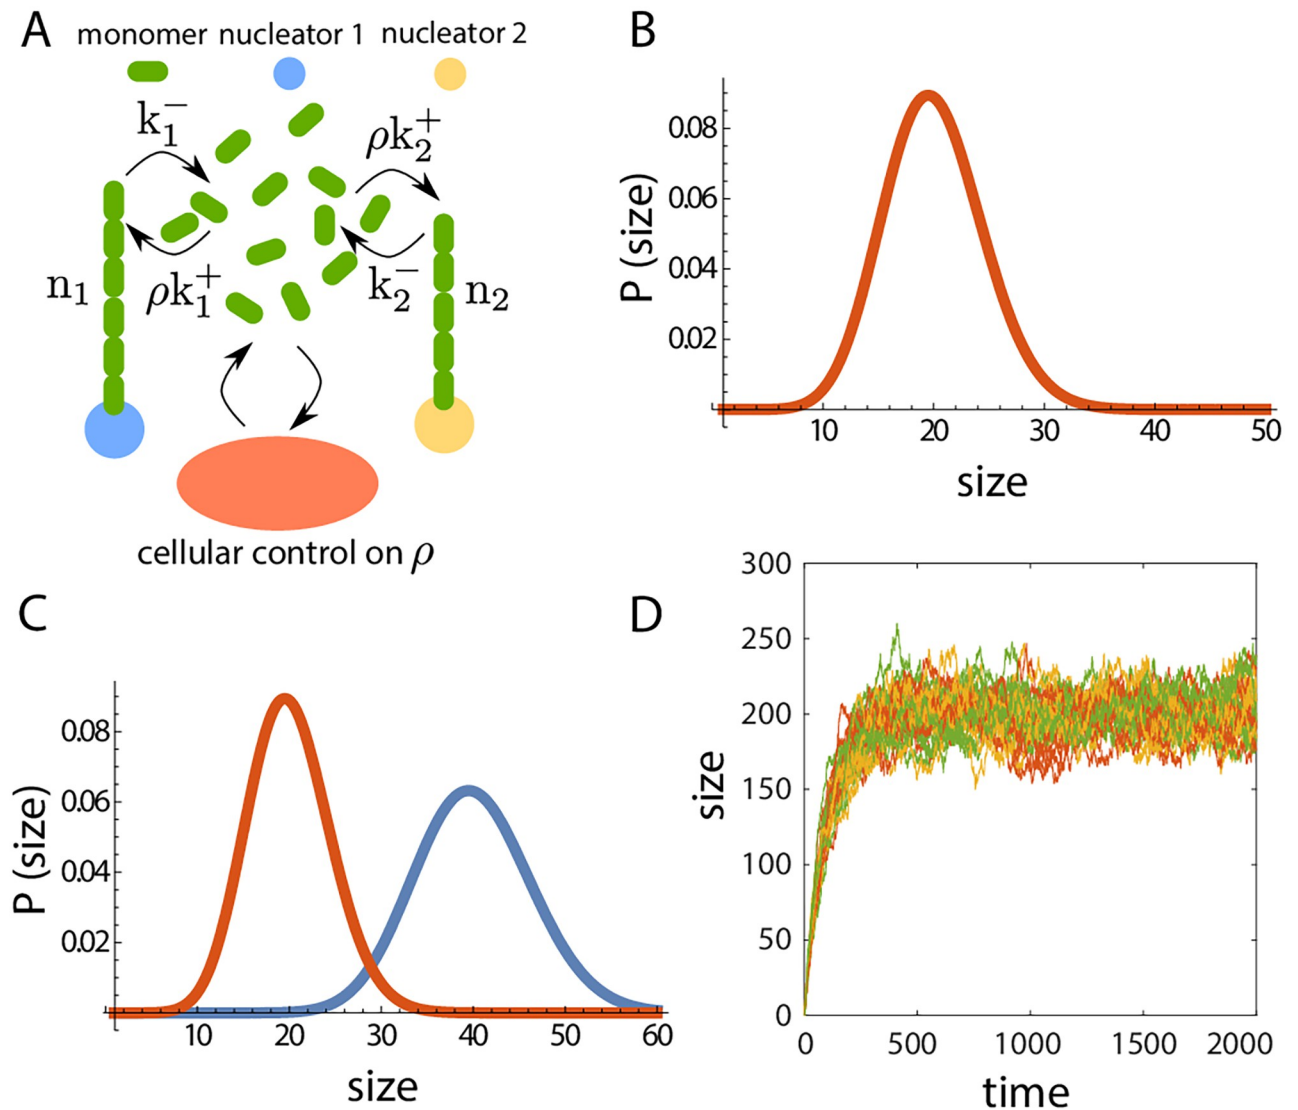 A
monomer nucleator 1 nucleator 2
k₁⁻
ρk₂⁺
ρk₁⁺
k₂⁻
n₁
n₂
cellular control on ρ
B
P (size)
0.08
0.06
0.04
0.02
10 20 30 40 50
size
C
P (size)
0.08
0.06
0.04
0.02
10 20 30 40 50 60
size
D
size
300
250
200
150
100
50
0
0 500 1000 1500 2000
time